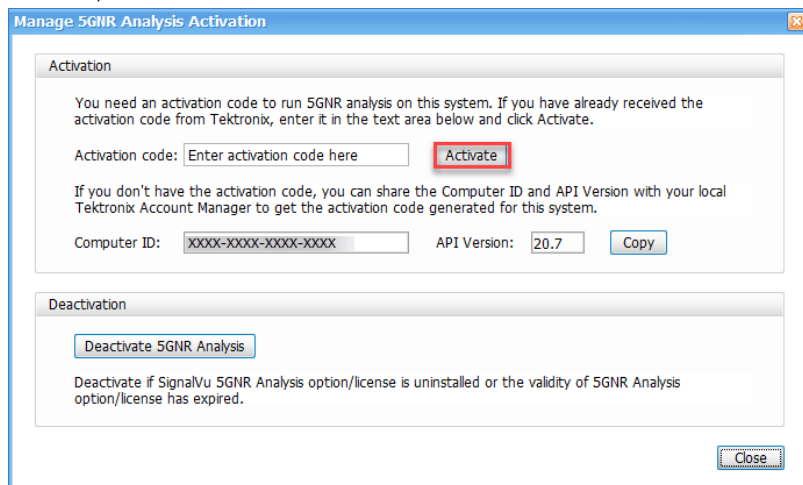 Manage 5GNR Analysis Activation
Activation
You need an activation code to run 5GNR analysis on this system. If you have already received the
activation code from Tektronix, enter it in the text area below and click Activate.
Activation code: Enter activation code here Activate
If you don't have the activation code, you can share the Computer ID and API Version with your local
Tektronix Account Manager to get the activation code generated for this system.
Computer ID: XXXX-XXXX-XXXX-XXXX API Version: 20.7 Copy
Deactivation
Deactivate 5GNR Analysis
Deactivate if SignalVu 5GNR Analysis option/license is uninstalled or the validity of 5GNR Analysis
option/license has expired.
Close